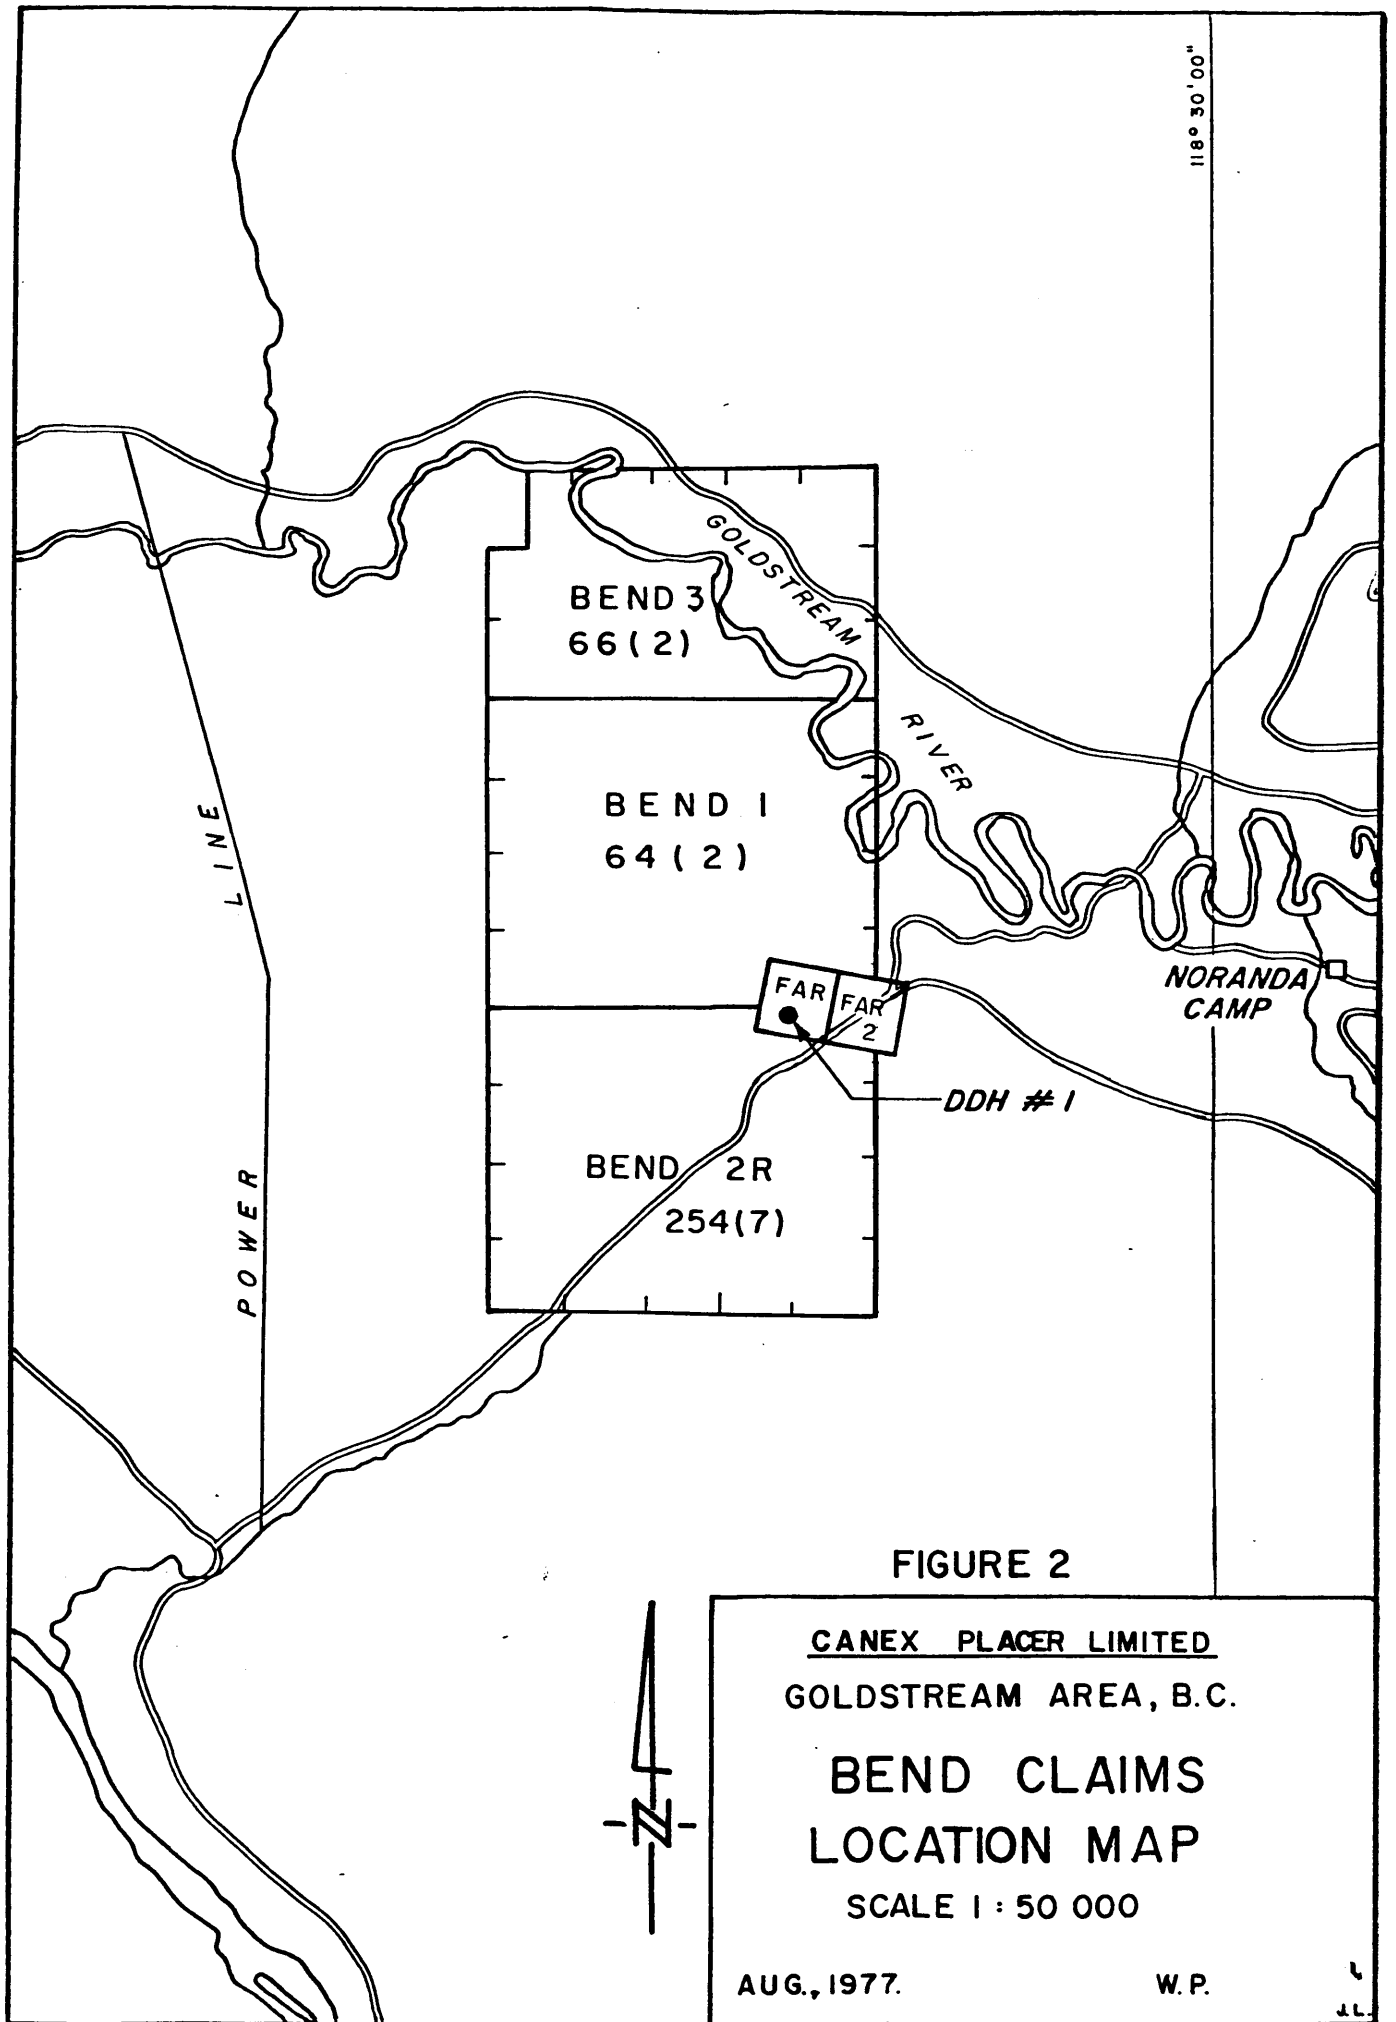 118° 30' 00"
GOLDSTREAM
RIVER
BEND 3
66(2)
BEND 1
64(2)
LINE
POWER
FAR
FAR
2
NORANDA
CAMP
DDH #1
BEND 2R
254(7)
FIGURE 2
N
CANEX PLACER LIMITED
GOLDSTREAM AREA, B.C.
BEND CLAIMS
LOCATION MAP
SCALE 1 : 50 000
AUG., 1977.
W.P.
J.L.